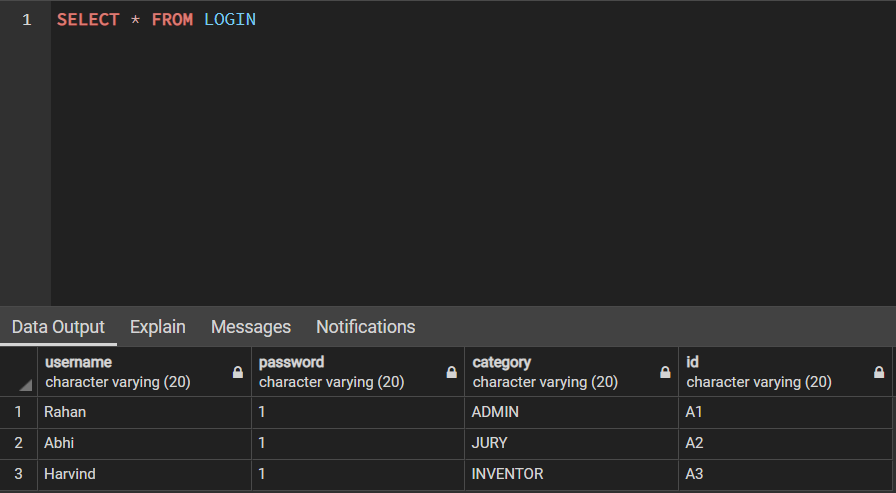 1 SELECT * FROM LOGIN
Data Output Explain Messages Notifications
username password category id
character varying (20) character varying (20) character varying (20) character varying (20)
1 Rahan 1 ADMIN A1
2 Abhi 1 JURY A2
3 Harvind 1 INVENTOR A3